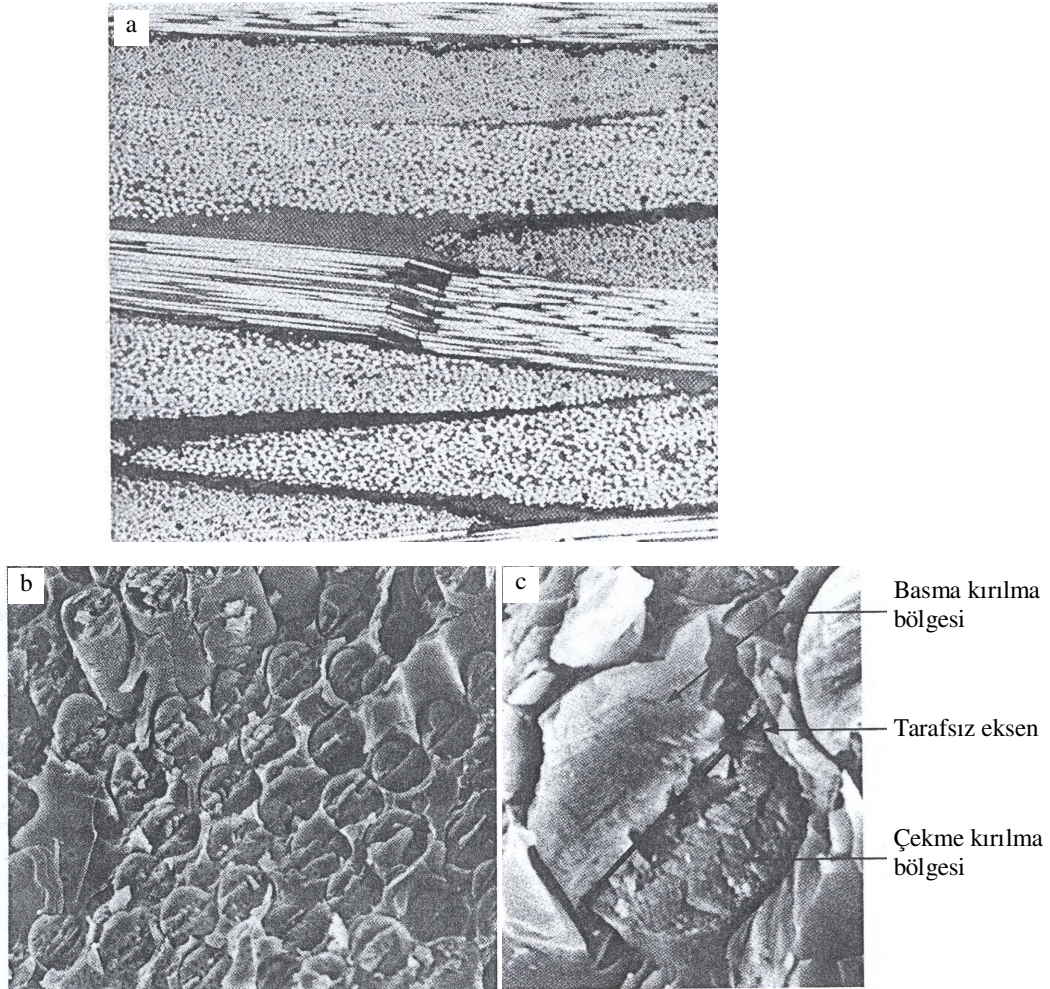 a
b
c
Basma kırılma
bölgesi
Tarafsız eksen
Çekme kırılma
bölgesi